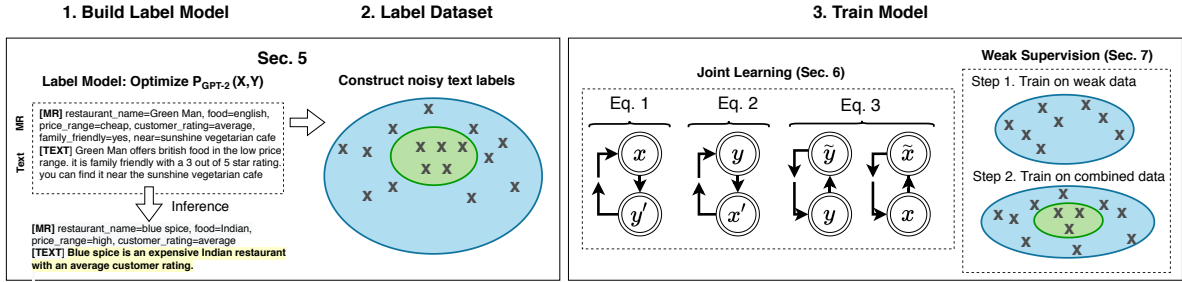 1. Build Label Model
2. Label Dataset
3. Train Model
Sec. 5
Label Model: Optimize P_GPT-2 (X,Y)
Construct noisy text labels
MR
Text
[MR] restaurant_name=Green Man, food=english,
price_range=cheap, customer_rating=average,
family_friendly=yes, near=sunshine vegetarian cafe
[TEXT] Green Man offers british food in the low price
range. it is family friendly with a 3 out of 5 star rating.
you can find it near the sunshine vegetarian cafe
Inference
[MR] restaurant_name=blue spice, food=Indian,
price_range=high, customer_rating=average
[TEXT] Blue spice is an expensive Indian restaurant
with an average customer rating.
x
x x x x x
x x x x
x x x x
x x x
Joint Learning (Sec. 6)
Eq. 1 Eq. 2 Eq. 3
x y ỹ x̃
y′ x′ y x
Weak Supervision (Sec. 7)
Step 1. Train on weak data
x x x
x x x x
Step 2. Train on combined data
x x x x
x x x x
x x x x